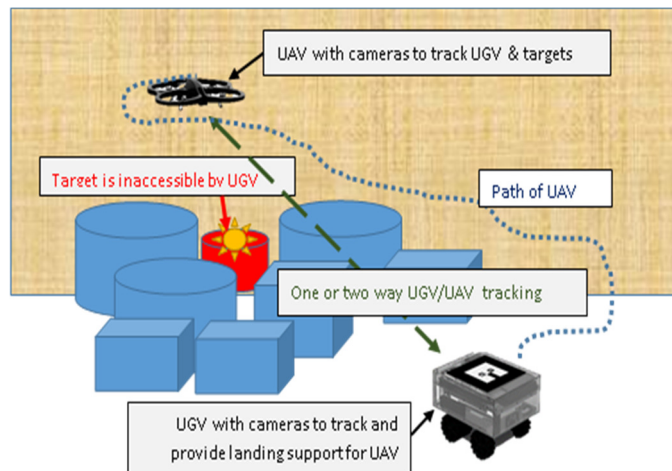 UAV with cameras to track UGV & targets
Target is inaccessible by UGV
Path of UAV
One or two way UGV/UAV tracking
UGV with cameras to track and
provide landing support for UAV